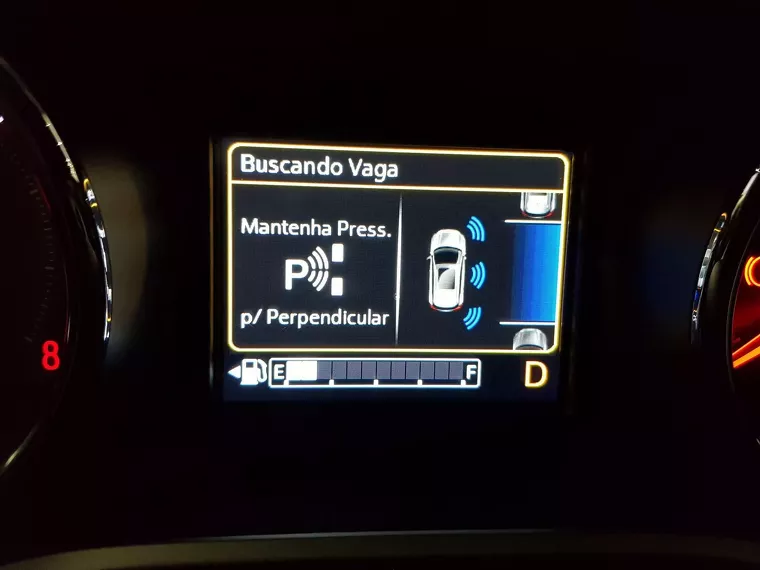 Buscando Vaga
Mantenha Press.
P
p/ Perpendicular
E F D
8